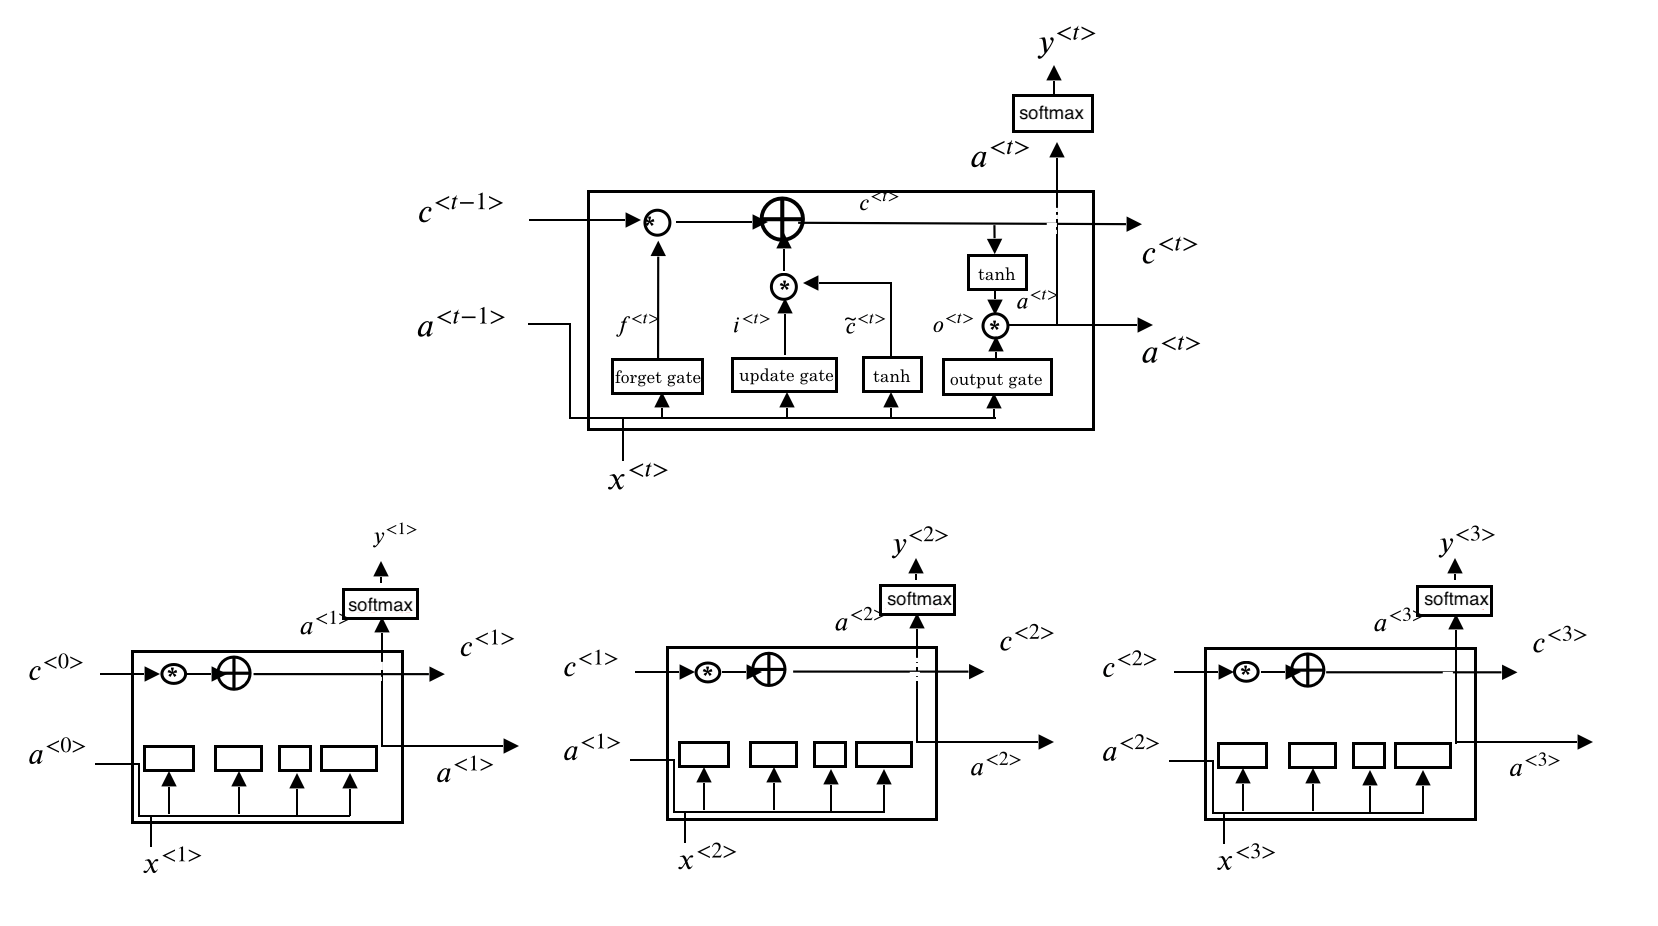 y<t>
softmax
a<t>
c<t-1>
*
c<t>
c<t>
tanh
*
a<t>
a<t-1>
f<t>
i<t>
c̃<t>
o<t>
*
a<t>
forget gate
update gate
tanh
output gate
x<t>
y<1>
softmax
a<1>
c<1>
c<0>
*
a<0>
a<1>
x<1>
y<2>
softmax
a<2>
c<2>
c<1>
*
a<1>
a<2>
x<2>
y<3>
softmax
a<3>
c<3>
c<2>
*
a<2>
a<3>
x<3>